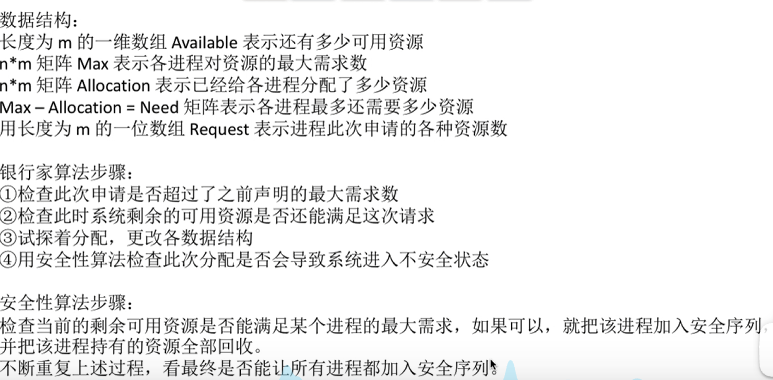 数据结构：
长度为 m 的一维数组 Available 表示还有多少可用资源
n*m 矩阵 Max 表示各进程对资源的最大需求数
n*m 矩阵 Allocation 表示已经给各进程分配了多少资源
Max – Allocation = Need 矩阵表示各进程最多还需要多少资源
用长度为 m 的一位数组 Request 表示进程此次申请的各种资源数
银行家算法步骤：
①检查此次申请是否超过了之前声明的最大需求数
②检查此时系统剩余的可用资源是否还能满足这次请求
③试探着分配，更改各数据结构
④用安全性算法检查此次分配是否会导致系统进入不安全状态
安全性算法步骤：
检查当前的剩余可用资源是否能满足某个进程的最大需求，如果可以，就把该进程加入安全序列，
并把该进程持有的资源全部回收。
不断重复上述过程，看最终是否能让所有进程都加入安全序列。